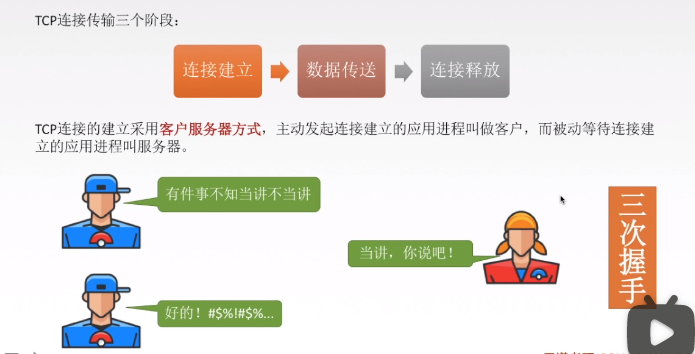 TCP连接传输三个阶段：
连接建立
数据传送
连接释放
TCP连接的建立采用客户服务器方式，主动发起连接建立的应用进程叫做客户，而被动等待连接建
立的应用进程叫服务器。
有件事不知当讲不当讲
当讲，你说吧！
好的！#$%!#$%...
三次握手